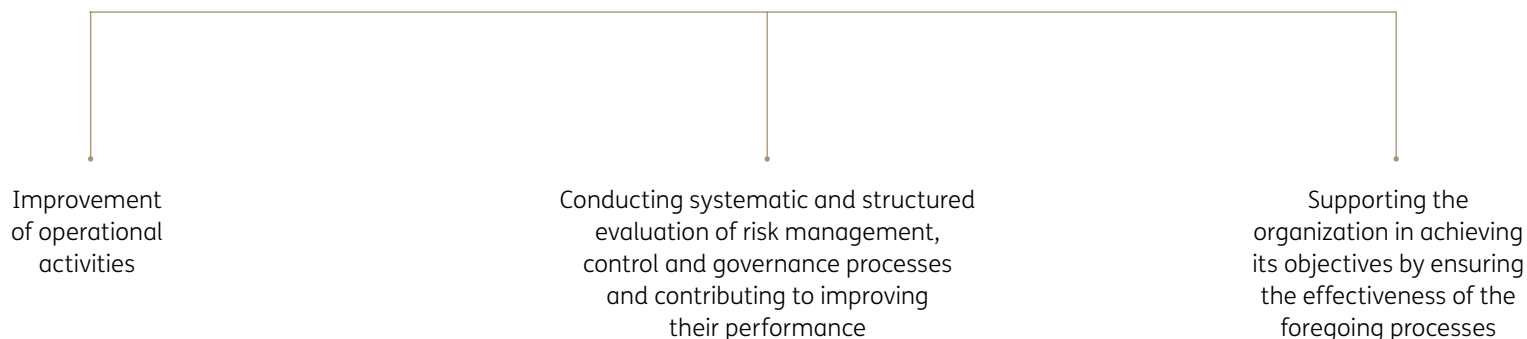 Improvement
of operational
activities
Conducting systematic and structured
evaluation of risk management,
control and governance processes
and contributing to improving
their performance
Supporting the
organization in achieving
its objectives by ensuring
the effectiveness of the
foregoing processes